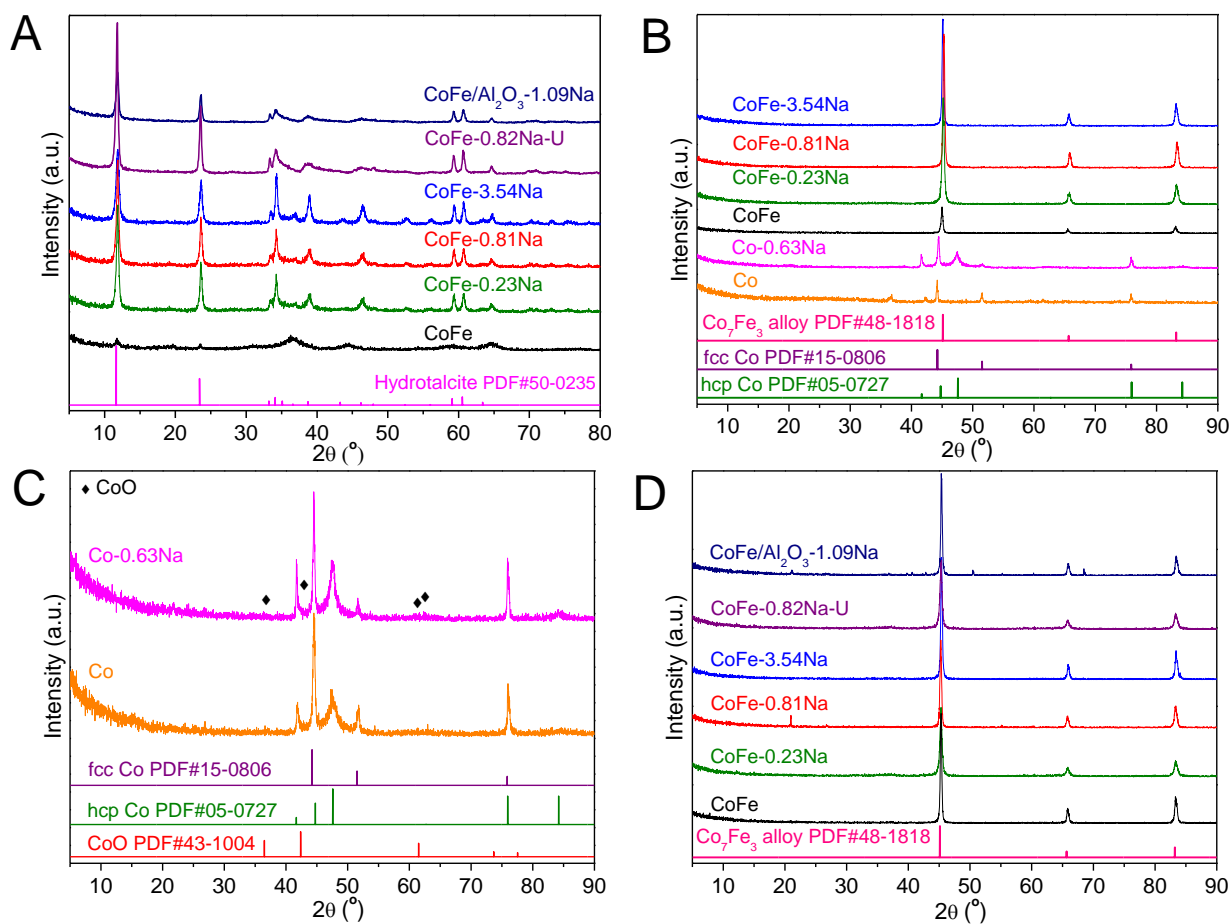 A
CoFe/Al₂O₃-1.09Na
CoFe-0.82Na-U
CoFe-3.54Na
CoFe-0.81Na
CoFe-0.23Na
CoFe
Hydrotalcite PDF#50-0235
Intensity (a.u.)
10 20 30 40 50 60 70 80
2θ (°)
B
CoFe-3.54Na
CoFe-0.81Na
CoFe-0.23Na
CoFe
Co-0.63Na
Co
Co₇Fe₃ alloy PDF#48-1818
fcc Co PDF#15-0806
hcp Co PDF#05-0727
Intensity (a.u.)
10 20 30 40 50 60 70 80 90
2θ (°)
C
♦ CoO
Co-0.63Na
Co
fcc Co PDF#15-0806
hcp Co PDF#05-0727
CoO PDF#43-1004
Intensity (a.u.)
10 20 30 40 50 60 70 80 90
2θ (°)
D
CoFe/Al₂O₃-1.09Na
CoFe-0.82Na-U
CoFe-3.54Na
CoFe-0.81Na
CoFe-0.23Na
CoFe
Co₇Fe₃ alloy PDF#48-1818
Intensity (a.u.)
10 20 30 40 50 60 70 80 90
2θ (°)